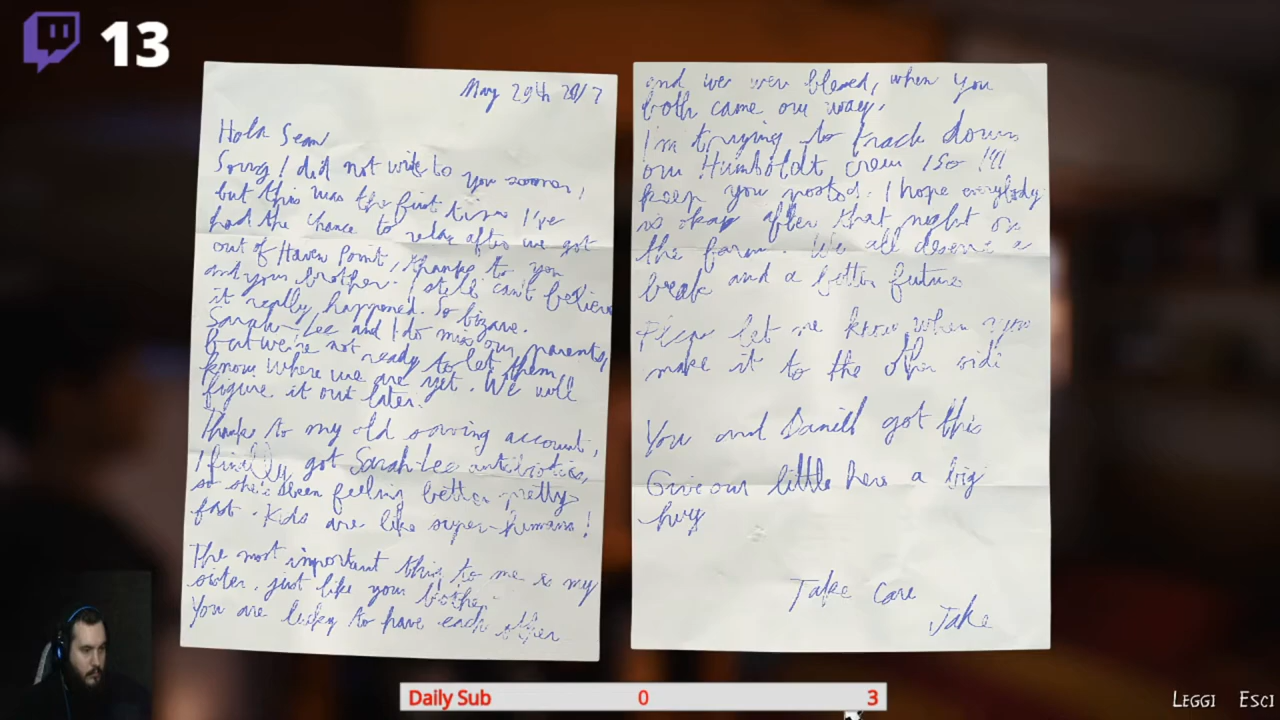 13
May 29th 2017
Hola Sean
Sorry I did not write to you sooner,
but this was the first time I've
had the chance to relax after we got
out of Haven Point, thanks to you
and your brother. I still can't believe
it really happened. So bizarre.
Sarah-Lee and I do miss our parents,
but we're not ready to let them
know where we are yet. We will
figure it out later.
Thanks to my old saving account,
I finally got Sarah-Lee antibiotics,
so she's been feeling better pretty
fast. Kids are like super-humans!
The most important thing to me is my
sister, just like your brother.
You are lucky to have each other
and we were blessed, when you
both came our way.
I'm trying to track down
our Humboldt crew so I'll
keep you posted. I hope everybody
is okay after that night on
the farm. We all deserve a
break and a better future
Please let me know when you
make it to the other side
You and Daniel got this
Give our little hero a big
hug
Take Care
Jake
Daily Sub 0 3
LEGGI ESCI